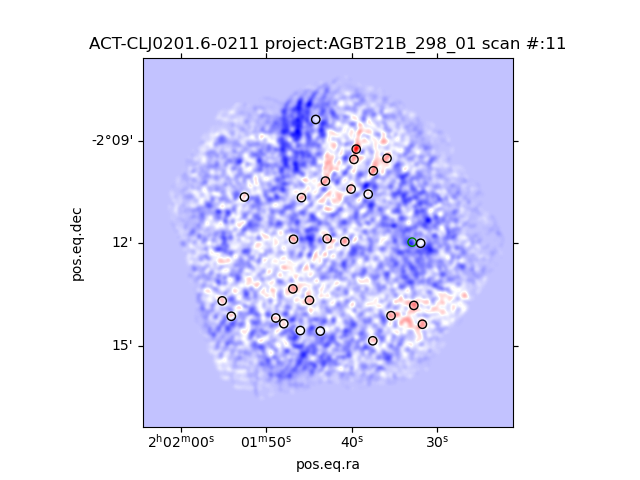 ACT-CLJ0201.6-0211 project:AGBT21B_298_01 scan #:11
-2°09'
12'
15'
pos.eq.dec
2ʰ02ᵐ00ˢ 01ᵐ50ˢ 40ˢ 30ˢ
pos.eq.ra